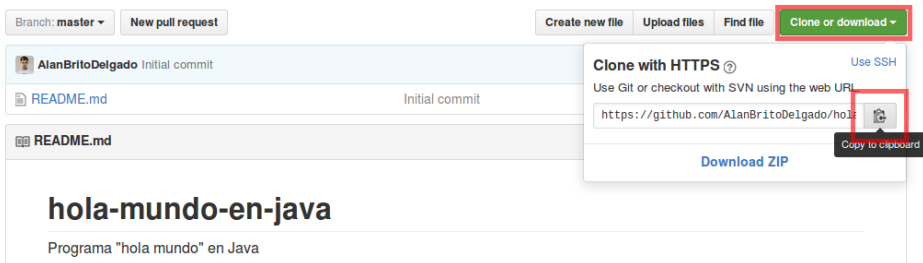 Branch: master New pull request Create new file Upload files Find file Clone or download
AlanBritoDelgado Initial commit
README.md Initial commit
Clone with HTTPS ? Use SSH
Use Git or checkout with SVN using the web URL.
https://github.com/AlanBritoDelgado/hola
Copy to clipboard
Download ZIP
README.md
hola-mundo-en-java
Programa "hola mundo" en Java